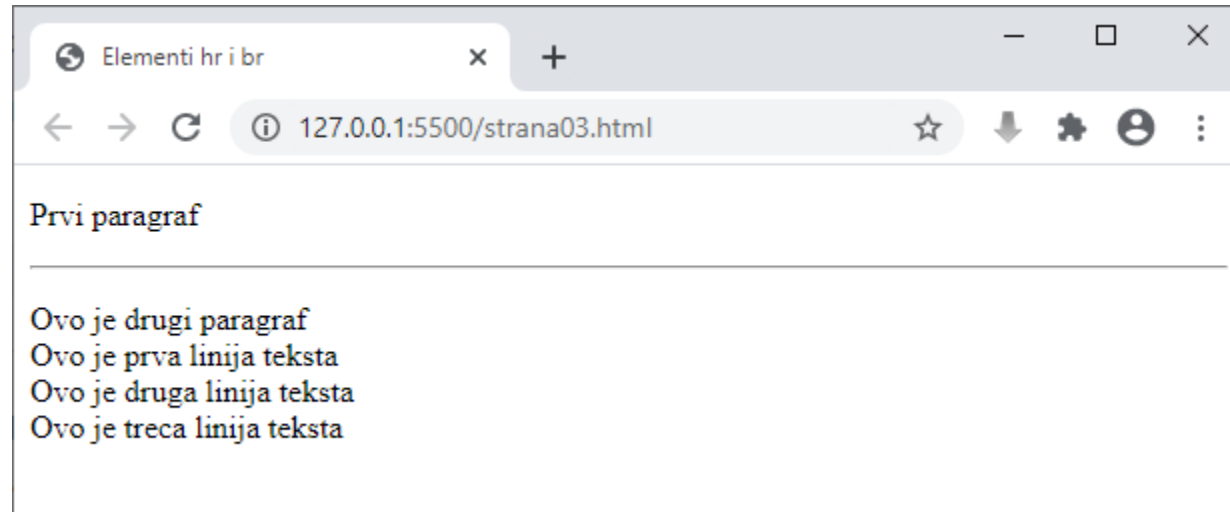 Elementi hr i br
127.0.0.1:5500/strana03.html
Prvi paragraf
Ovo je drugi paragraf
Ovo je prva linija teksta
Ovo je druga linija teksta
Ovo je treca linija teksta